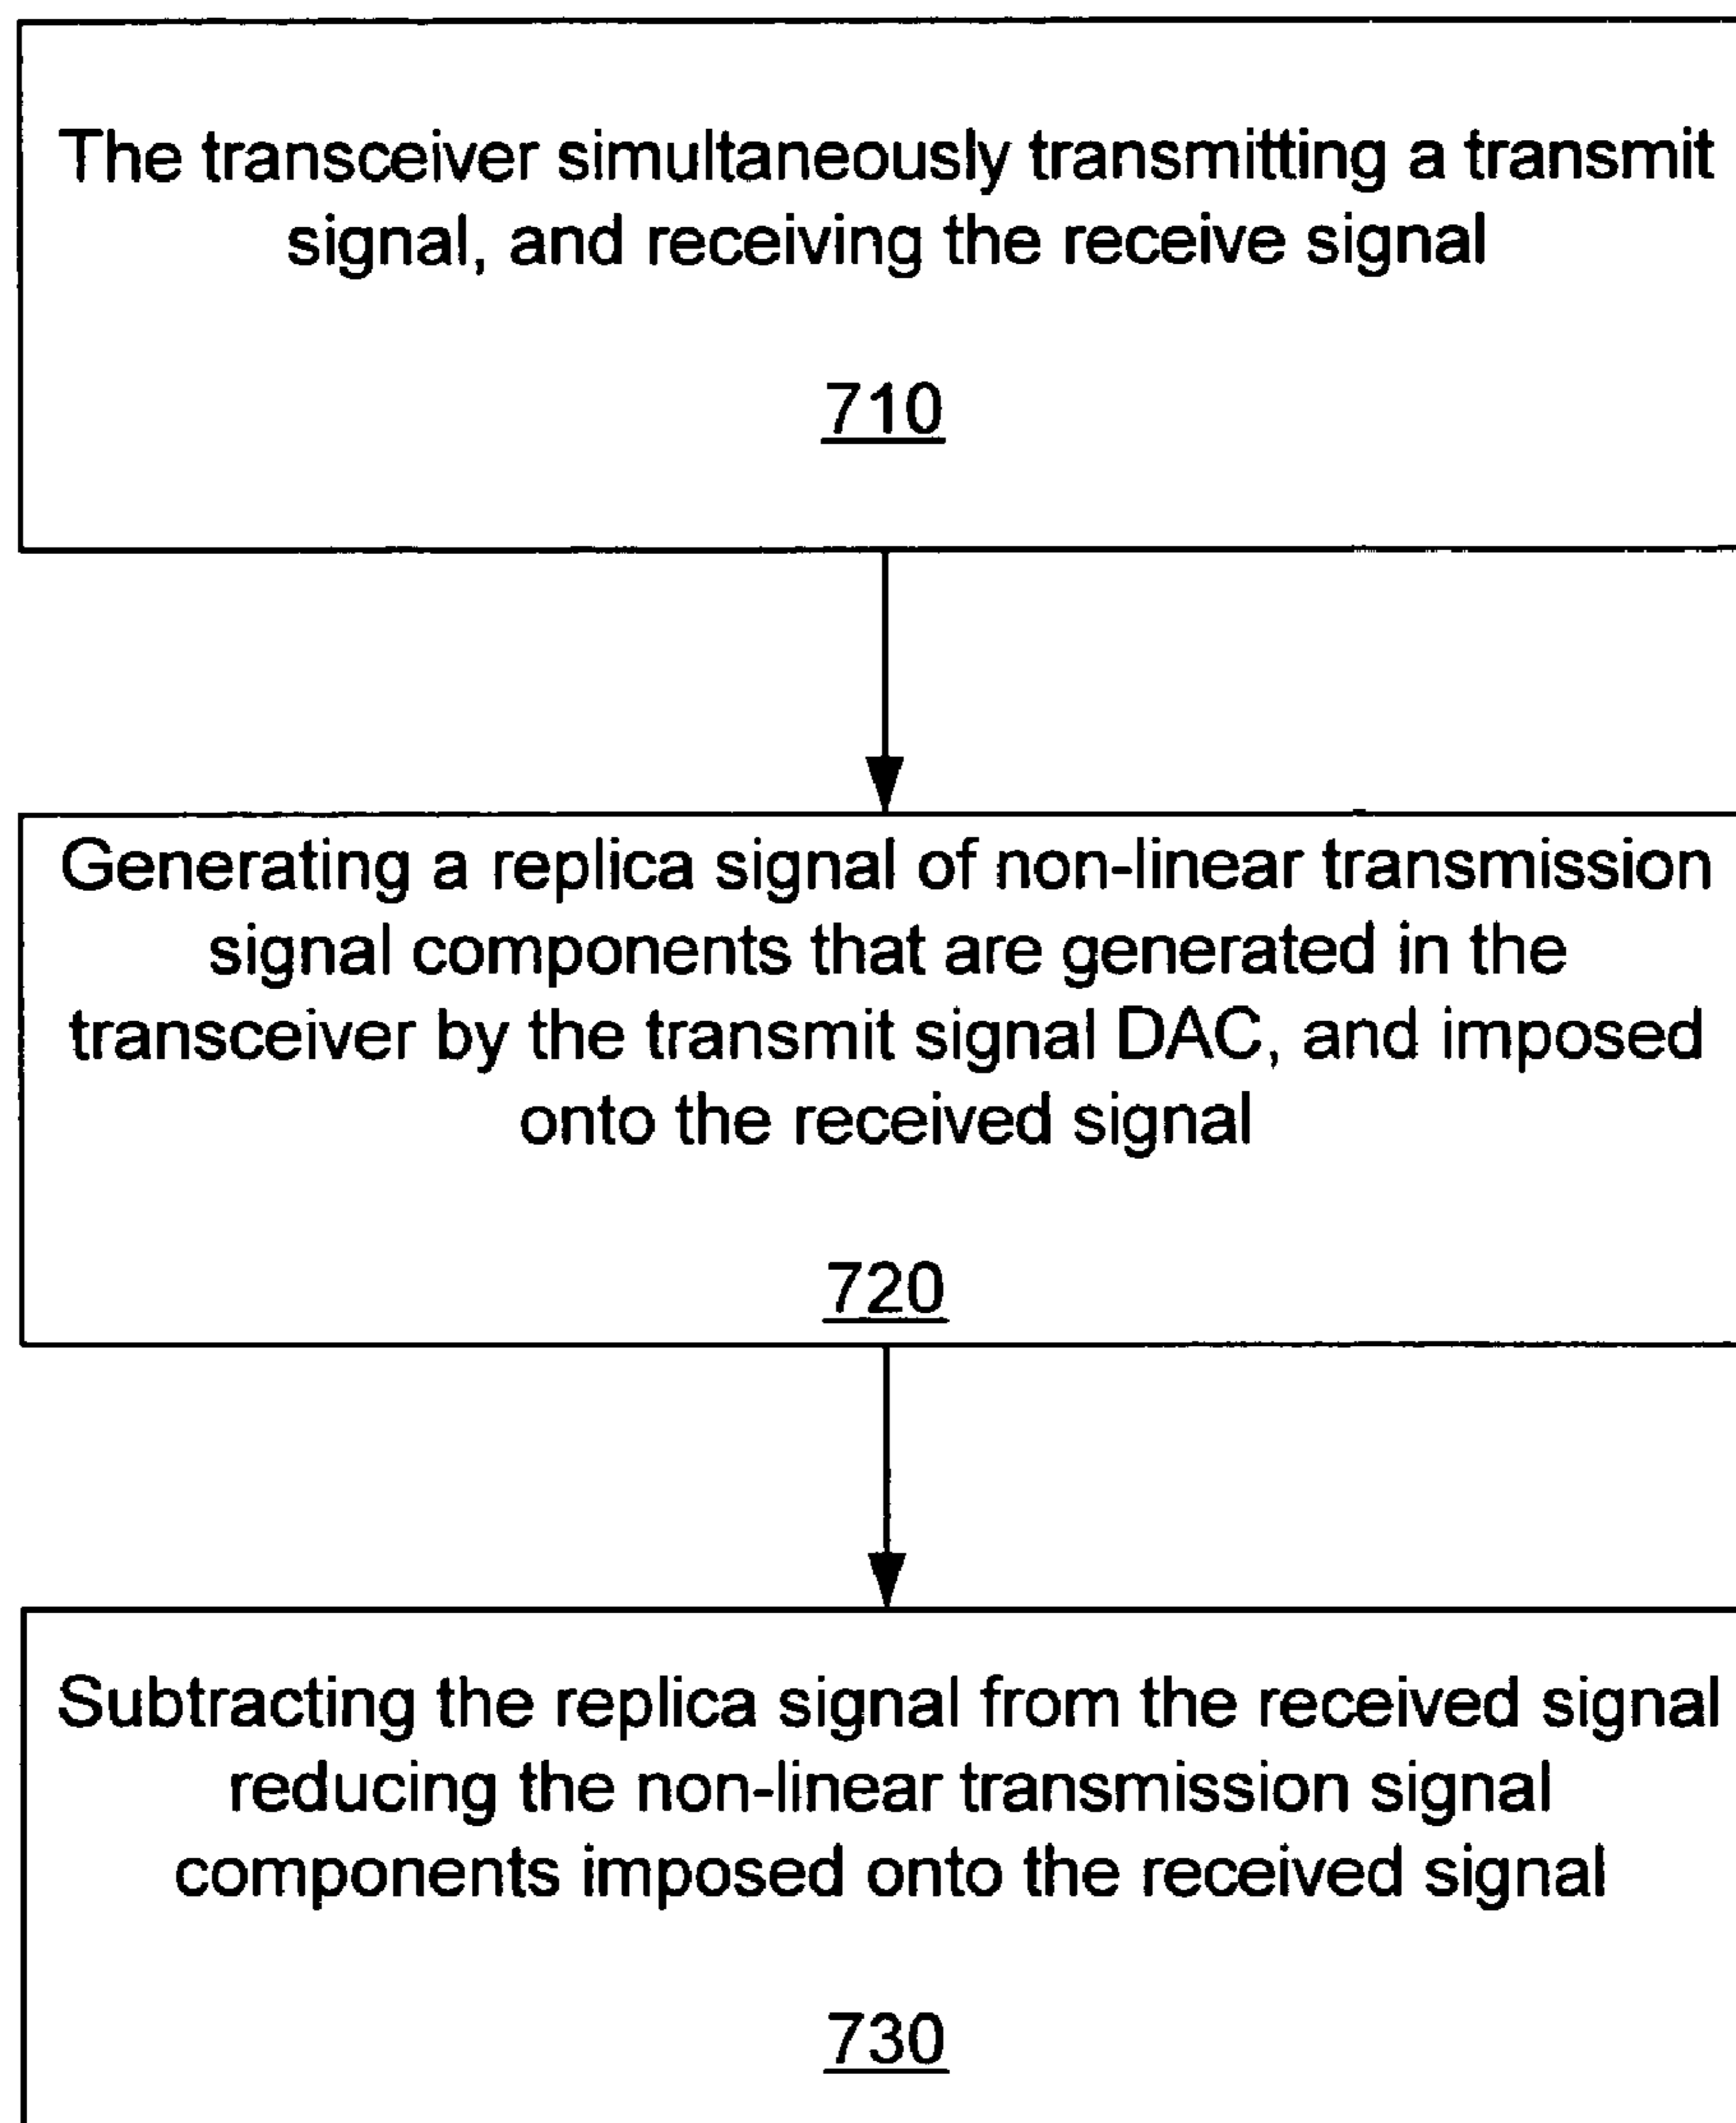 The transceiver simultaneously transmitting a transmit
signal, and receiving the receive signal
710
Generating a replica signal of non-linear transmission
signal components that are generated in the
transceiver by the transmit signal DAC, and imposed
onto the received signal
720
Subtracting the replica signal from the received signal
reducing the non-linear transmission signal
components imposed onto the received signal
730